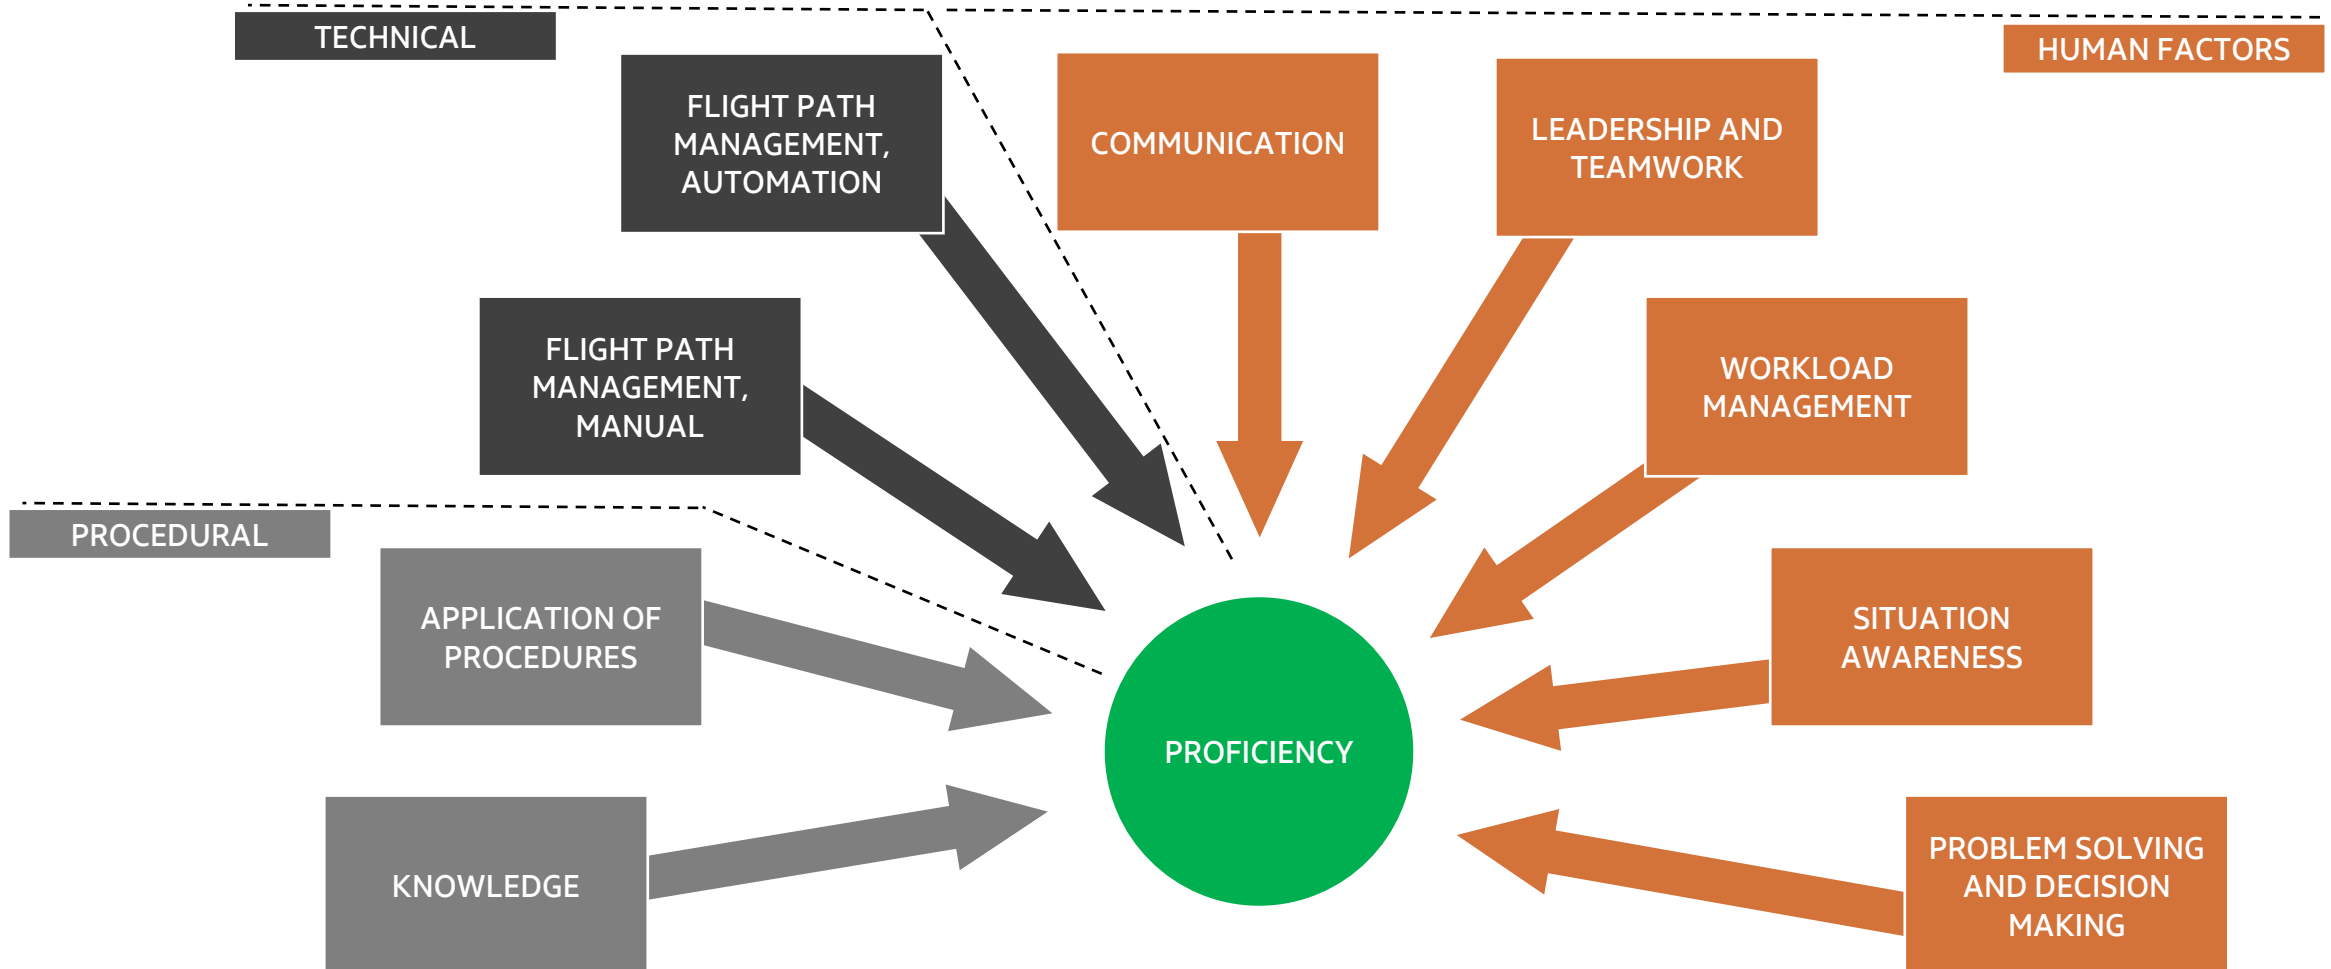 TECHNICAL
HUMAN FACTORS
FLIGHT PATH
MANAGEMENT,
AUTOMATION
COMMUNICATION
LEADERSHIP AND
TEAMWORK
FLIGHT PATH
MANAGEMENT,
MANUAL
WORKLOAD
MANAGEMENT
PROCEDURAL
APPLICATION OF
PROCEDURES
SITUATION
AWARENESS
PROFICIENCY
KNOWLEDGE
PROBLEM SOLVING
AND DECISION
MAKING